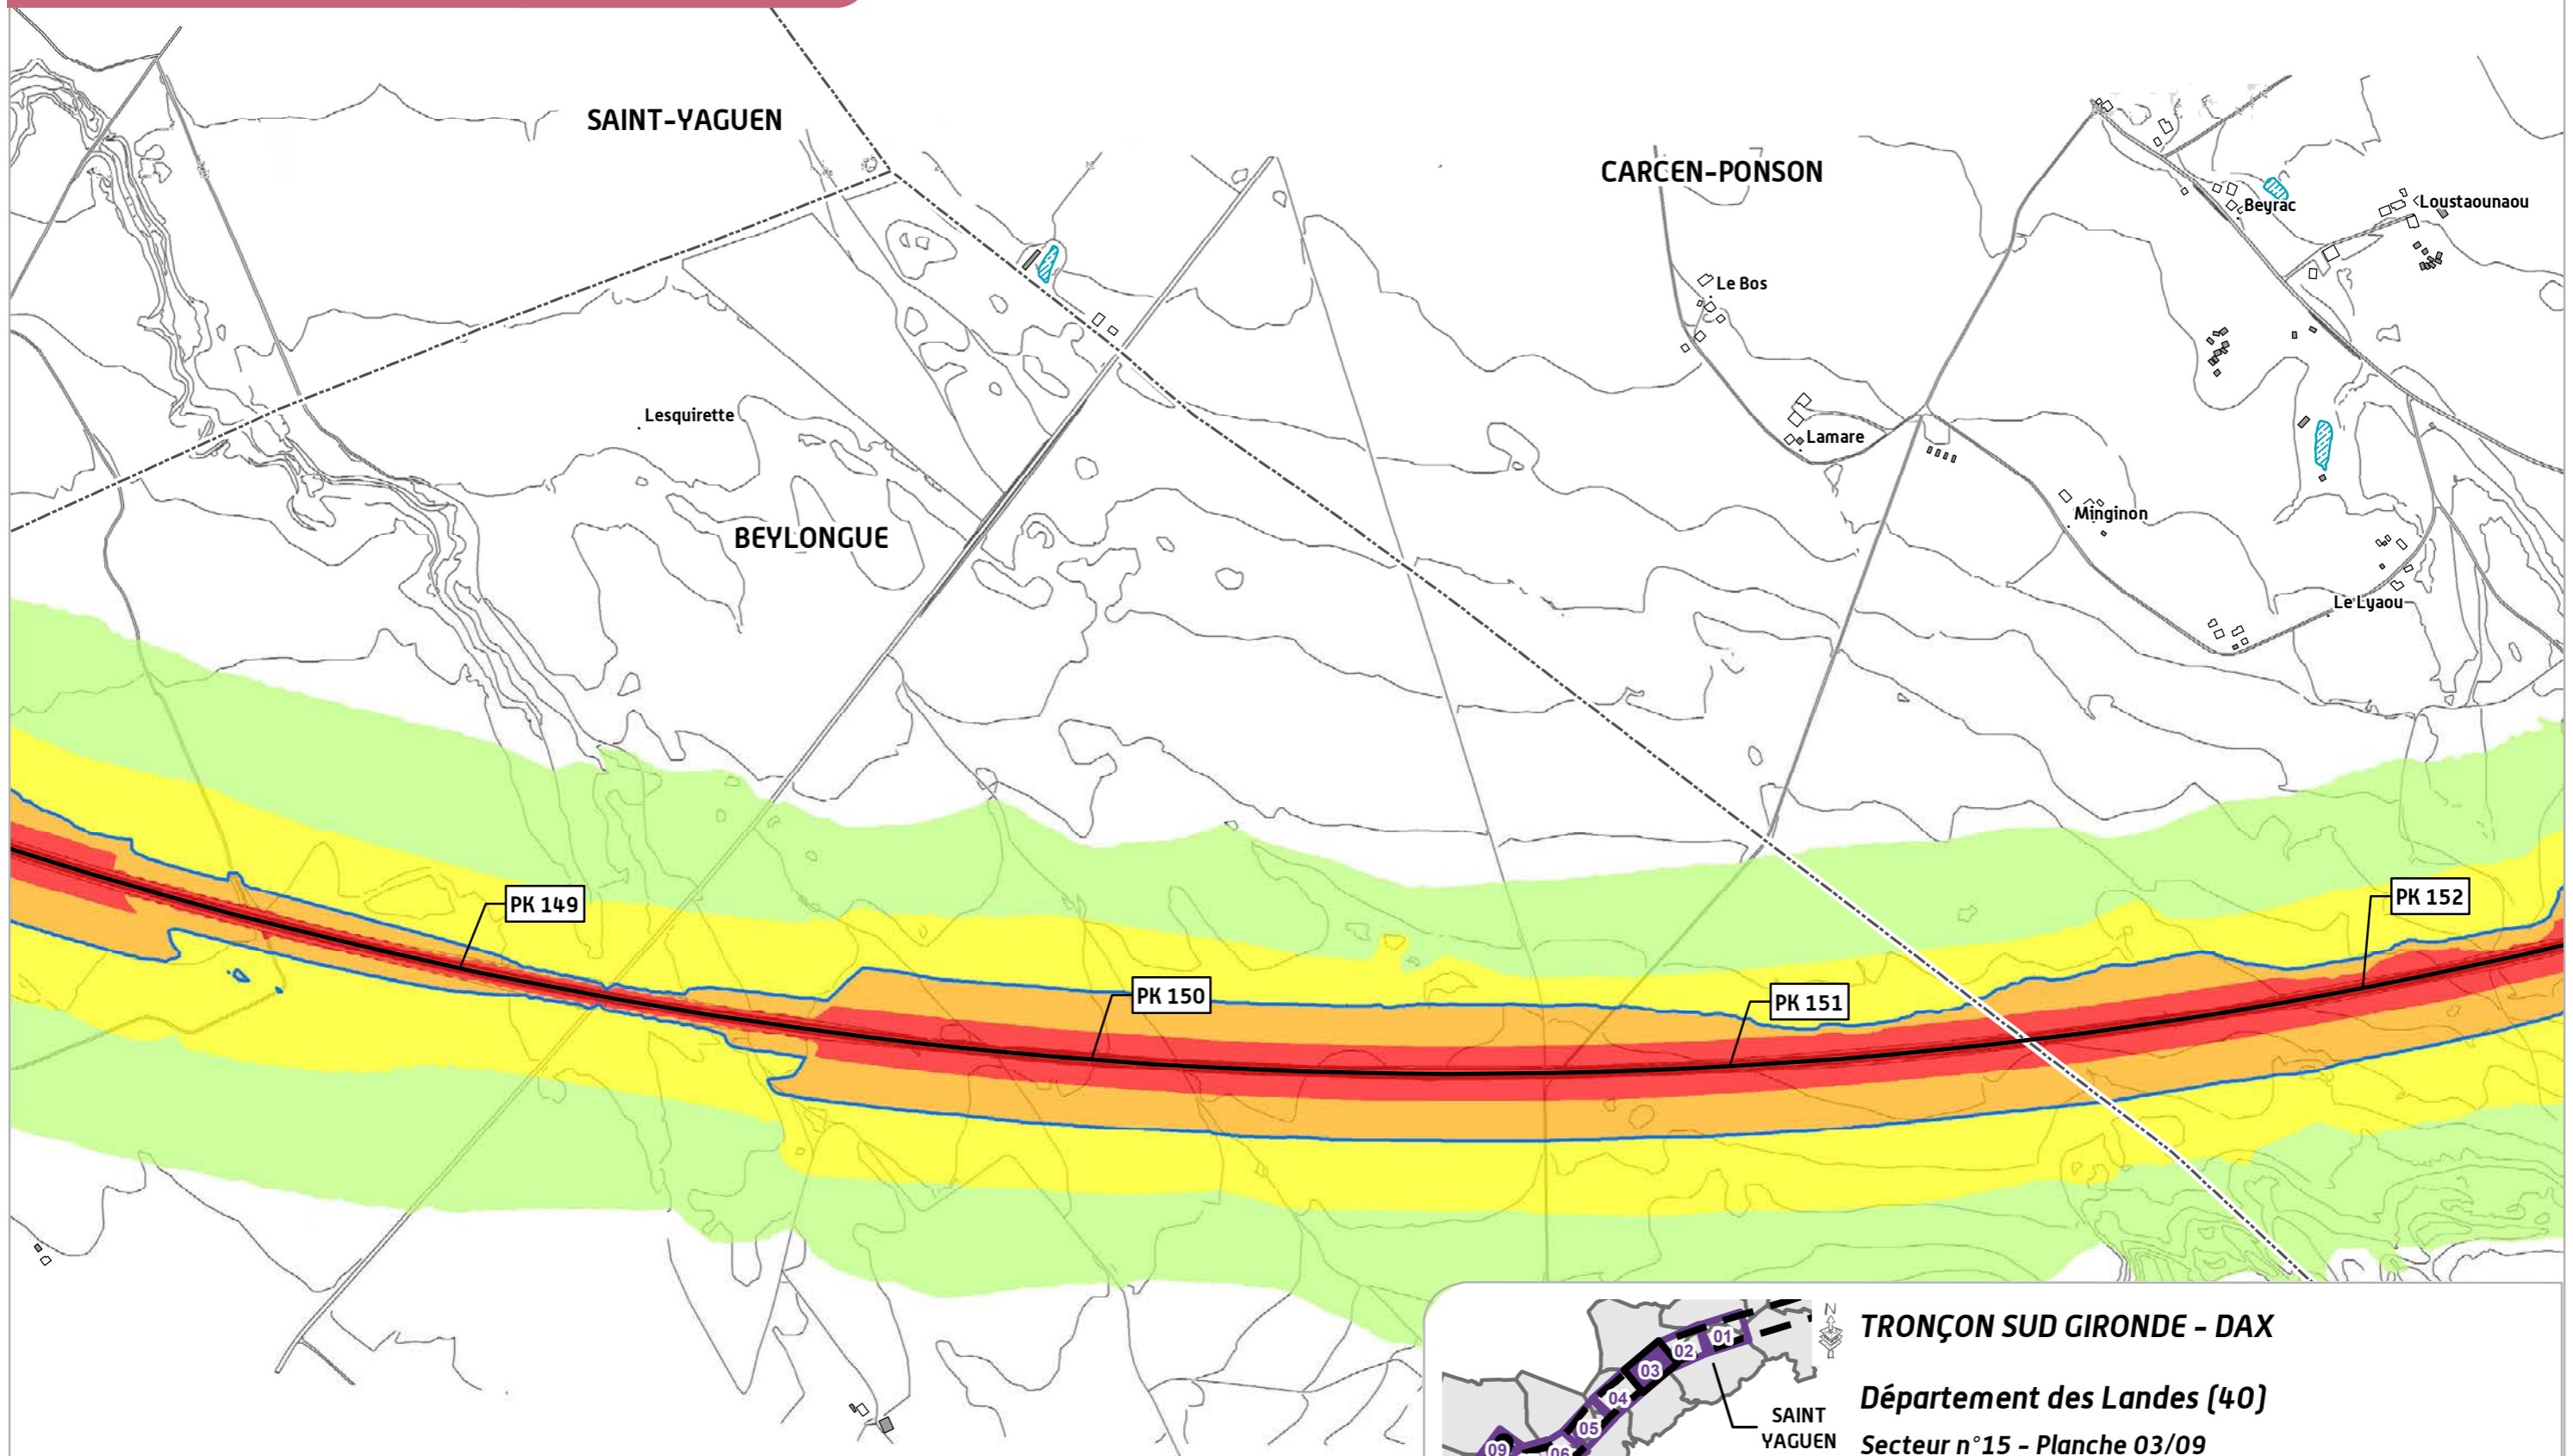 SAINT-YAGUEN
CARCEN-PONSON
Beyrac
Loustaounaou
Le Bos
Lesquirette
Lamare
BEYLONGUE
Minginon
Le Lyaou
PK 149
PK 150
PK 151
PK 152
N
01
02
03
04
05
06
09
SAINT
YAGUEN
TRONÇON SUD GIRONDE - DAX
Département des Landes (40)
Secteur n°15 - Planche 03/09